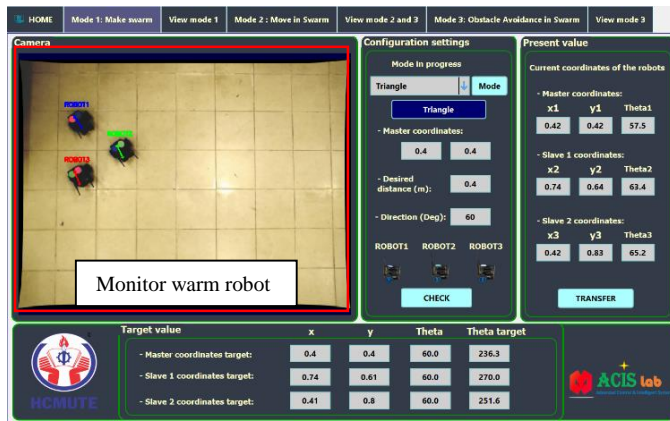 HOME Mode 1: Make swarm View mode 1 Mode 2 : Move in Swarm View mode 2 and 3 Mode 3: Obstacle Avoidance in Swarm View mode 3
Camera
ROBOT1
ROBOT2
ROBOT3
Monitor warm robot
Configuration settings
Mode in progress
Triangle Mode
Triangle
- Master coordinates:
0.4 0.4
- Desired
distance (m): 0.4
- Direction (Deg): 60
ROBOT1 ROBOT2 ROBOT3
CHECK
Present value
Current coordinates of the robots
- Master coordinates:
x1 y1 Theta1
0.42 0.42 57.5
- Slave 1 coordinates:
x2 y2 Theta2
0.74 0.64 63.4
- Slave 2 coordinates:
x3 y3 Theta3
0.42 0.83 65.2
TRANSFER
HCMUTE
Target value x y Theta Theta target
- Master coordinates target: 0.4 0.4 60.0 236.3
- Slave 1 coordinates target: 0.74 0.61 60.0 270.0
- Slave 2 coordinates target: 0.41 0.8 60.0 251.6
ACIS Lab